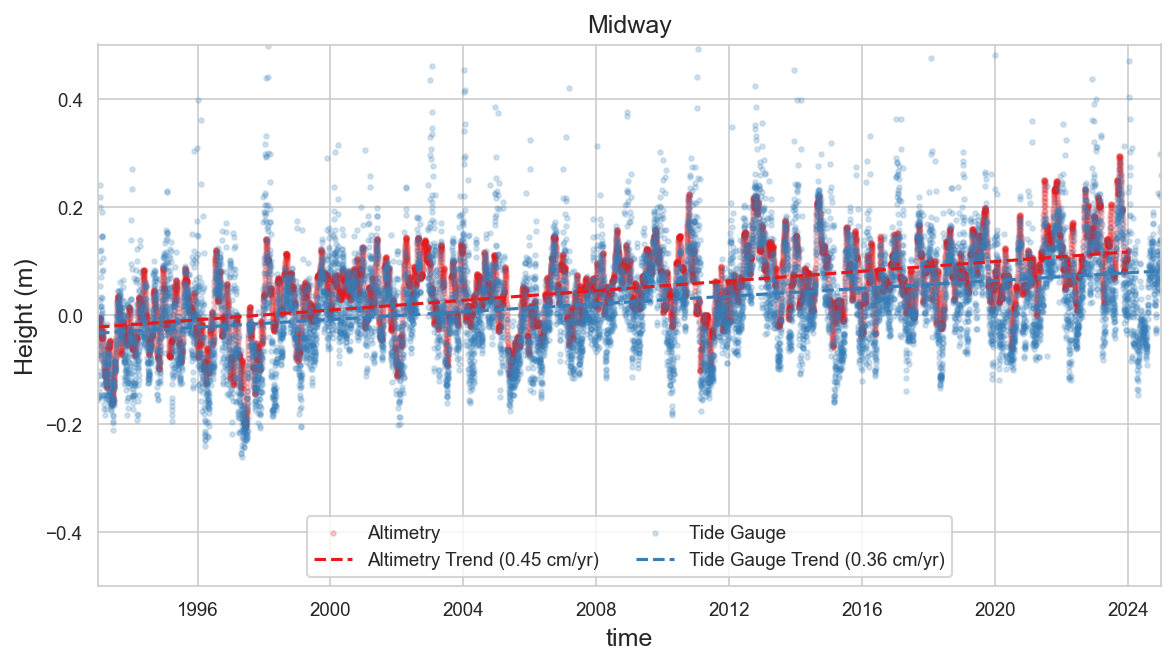 Midway
Height (m)
0.4
0.2
0.0
−0.2
−0.4
Altimetry
Altimetry Trend (0.45 cm/yr)
Tide Gauge
Tide Gauge Trend (0.36 cm/yr)
1996 2000 2004 2008 2012 2016 2020 2024
time